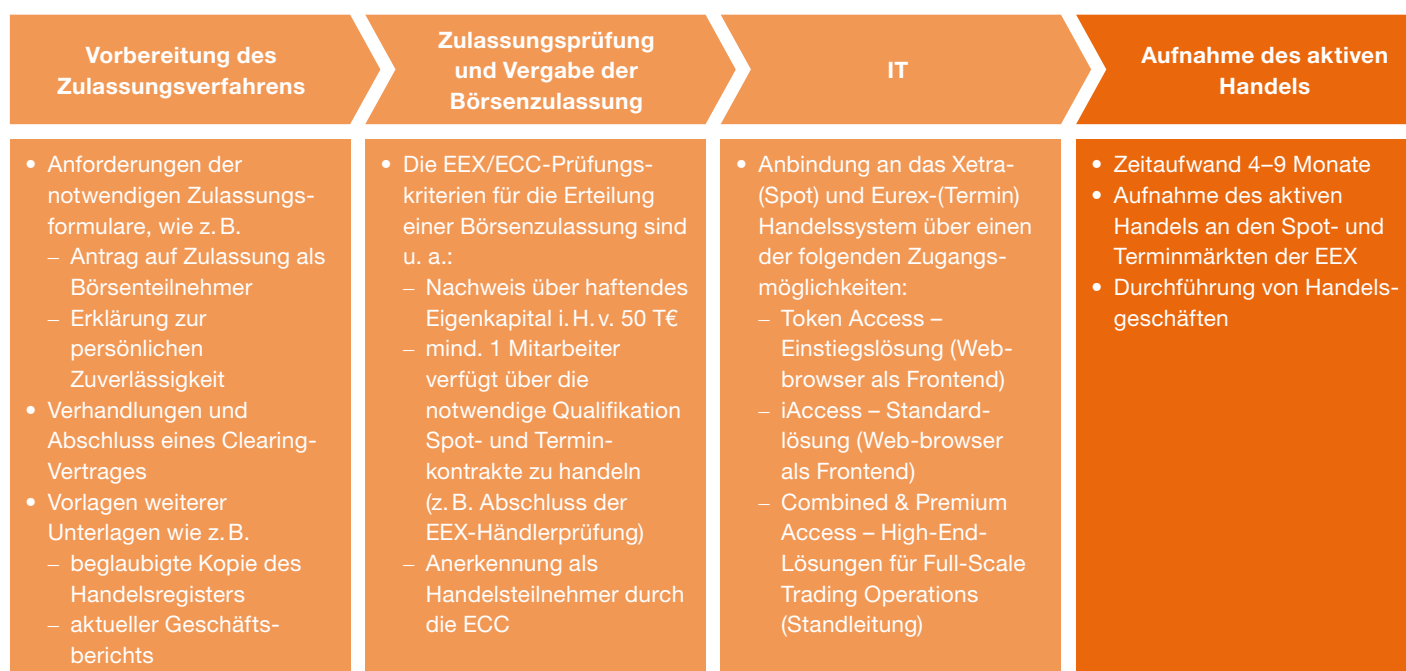 Vorbereitung des
Zulassungsverfahrens
Zulassungsprüfung
und Vergabe der
Börsenzulassung
IT
Aufnahme des aktiven
Handels
• Anforderungen der
notwendigen Zulassungs-
formulare, wie z. B.
– Antrag auf Zulassung als
Börsenteilnehmer
– Erklärung zur
persönlichen
Zuverlässigkeit
• Verhandlungen und
Abschluss eines Clearing-
Vertrages
• Vorlagen weiterer
Unterlagen wie z. B.
– beglaubigte Kopie des
Handelsregisters
– aktueller Geschäfts-
berichts
• Die EEX/ECC-Prüfungs-
kriterien für die Erteilung
einer Börsenzulassung sind
u. a.:
– Nachweis über haftendes
Eigenkapital i. H. v. 50 T€
– mind. 1 Mitarbeiter
verfügt über die
notwendige Qualifikation
Spot- und Termin-
kontrakte zu handeln
(z. B. Abschluss der
EEX-Händlerprüfung)
– Anerkennung als
Handelsteilnehmer durch
die ECC
• Anbindung an das Xetra-
(Spot) und Eurex-(Termin)
Handelssystem über einen
der folgenden Zugangs-
möglichkeiten:
– Token Access –
Einstiegslösung (Web-
browser als Frontend)
– iAccess – Standard-
lösung (Web-browser
als Frontend)
– Combined & Premium
Access – High-End-
Lösungen für Full-Scale
Trading Operations
(Standleitung)
• Zeitaufwand 4–9 Monate
• Aufnahme des aktiven
Handels an den Spot- und
Terminmärkten der EEX
• Durchführung von Handels-
geschäften